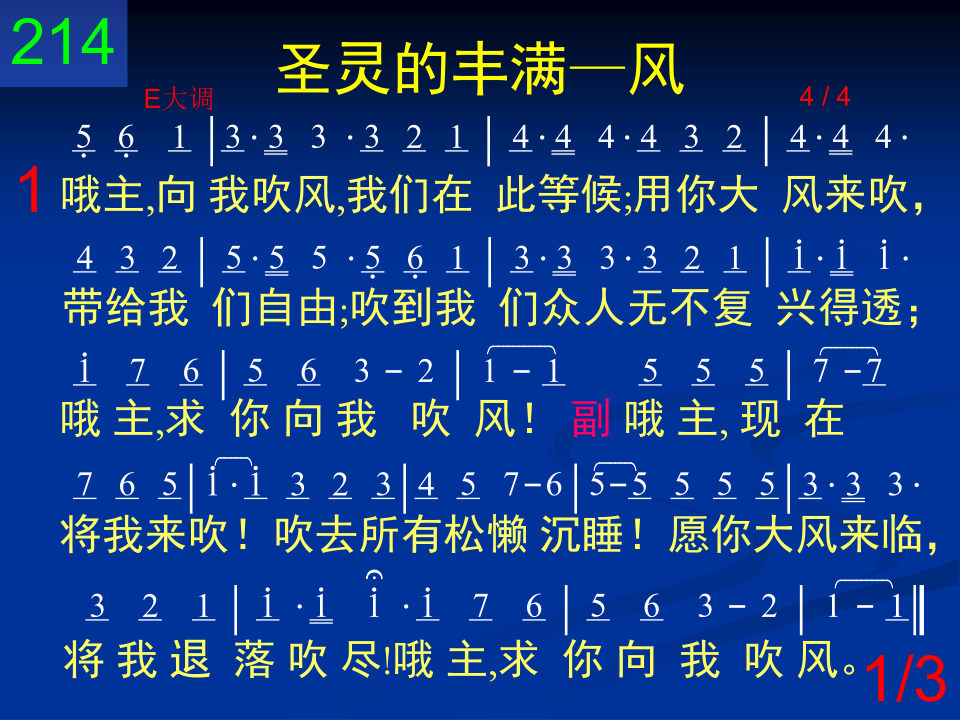 214
圣灵的丰满—风
E大调 4 / 4
5̣ 6̣ 1 | 3 · 3 3 · 3 2 1 | 4 · 4 4 · 4 3 2 | 4 · 4 4 ·
1 哦主,向 我吹风,我们在 此等候;用你大 风来吹，
4 3 2 | 5 · 5 5 · 5̣ 6̣ 1 | 3 · 3 3 · 3 2 1 | 1̇ · 1̇ 1̇ ·
带给我 们自由;吹到我 们众人无不复 兴得透；
1̇ 7 6 | 5 6 3 – 2 | 1 – 1 5 5 5 | 7 – 7
哦 主,求 你 向 我 吹 风！ 副 哦 主, 现 在
7 6 5 | 1̇ · 1̇ 3 2 3 | 4 5 7 – 6 | 5 – 5 5 5 5 | 3 · 3 3 ·
将我来吹！吹去所有松懒 沉睡！愿你大风来临，
3 2 1 | 1̇ · 1̇ 1̇ · 1̇ 7 6 | 5 6 3 – 2 | 1 – 1 ‖
将 我 退 落 吹 尽!哦 主,求 你 向 我 吹 风。
1/3